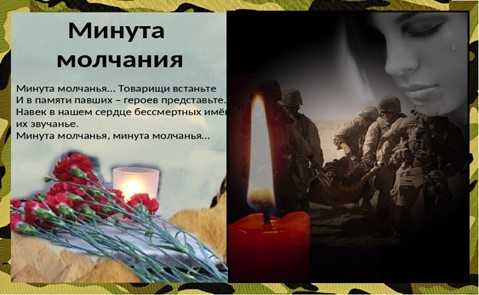 Минута
молчания
Минута молчанья... Товарищи встаньте
И в памяти павших – героев представьте.
Навек в нашем сердце бессмертных имён
их звучанье.
Минута молчанья, минута молчанья...